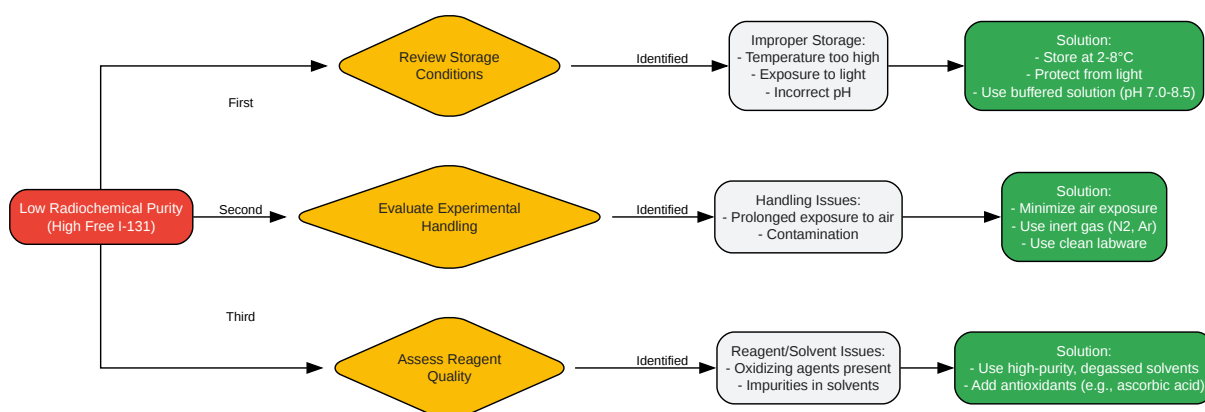 Low Radiochemical Purity
(High Free I-131)
First
Review Storage
Conditions
Identified
Improper Storage:
- Temperature too high
- Exposure to light
- Incorrect pH
Solution:
- Store at 2-8°C
- Protect from light
- Use buffered solution (pH 7.0-8.5)
Second
Evaluate Experimental
Handling
Identified
Handling Issues:
- Prolonged exposure to air
- Contamination
Solution:
- Minimize air exposure
- Use inert gas (N2, Ar)
- Use clean labware
Third
Assess Reagent
Quality
Identified
Reagent/Solvent Issues:
- Oxidizing agents present
- Impurities in solvents
Solution:
- Use high-purity, degassed solvents
- Add antioxidants (e.g., ascorbic acid)